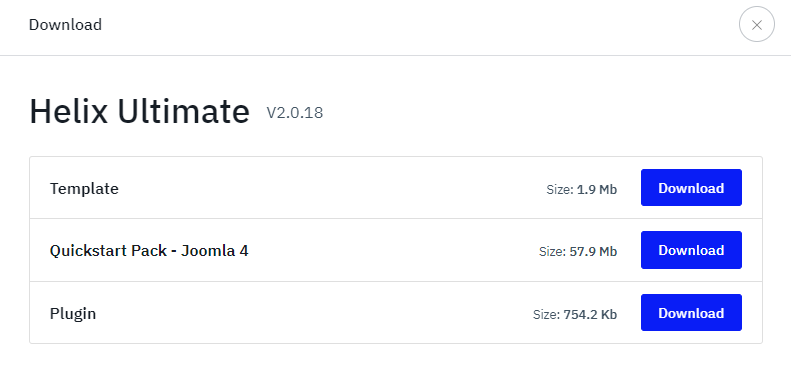 Download
Helix Ultimate V2.0.18
Template Size: 1.9 Mb Download
Quickstart Pack - Joomla 4 Size: 57.9 Mb Download
Plugin Size: 754.2 Kb Download